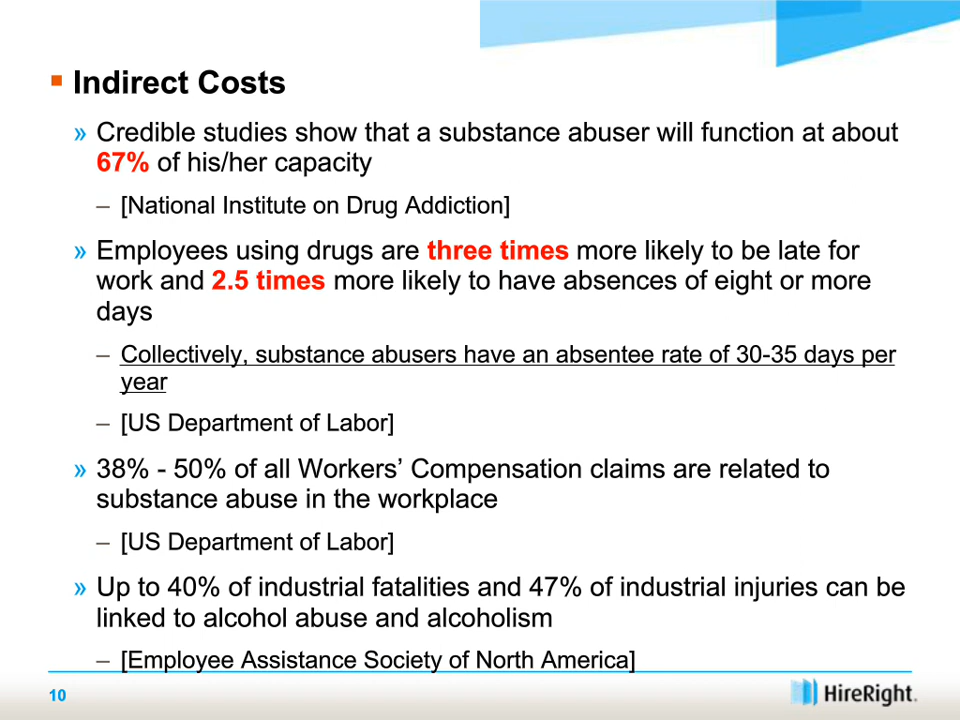 ▪ Indirect Costs
» Credible studies show that a substance abuser will function at about
67% of his/her capacity
– [National Institute on Drug Addiction]
» Employees using drugs are three times more likely to be late for
work and 2.5 times more likely to have absences of eight or more
days
– Collectively, substance abusers have an absentee rate of 30-35 days per
year
– [US Department of Labor]
» 38% - 50% of all Workers’ Compensation claims are related to
substance abuse in the workplace
– [US Department of Labor]
» Up to 40% of industrial fatalities and 47% of industrial injuries can be
linked to alcohol abuse and alcoholism
– [Employee Assistance Society of North America]
10
HireRight.